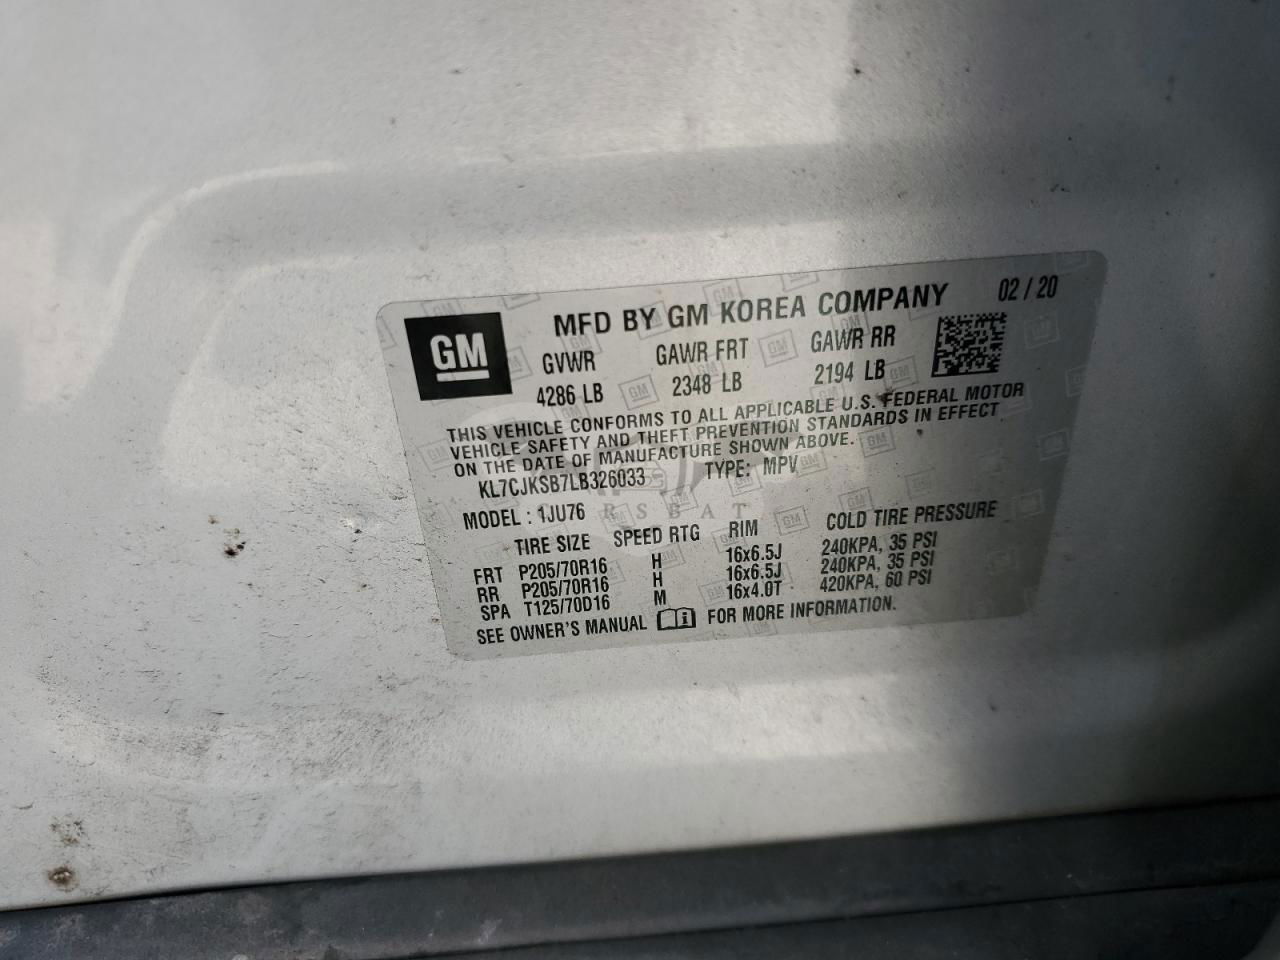 GM
MFD BY GM KOREA COMPANY 02 / 20
GVWR GAWR FRT GAWR RR
4286 LB 2348 LB 2194 LB
THIS VEHICLE CONFORMS TO ALL APPLICABLE U.S. FEDERAL MOTOR
VEHICLE SAFETY AND THEFT PREVENTION STANDARDS IN EFFECT
ON THE DATE OF MANUFACTURE SHOWN ABOVE.
KL7CJKSB7LB326033 TYPE: MPV
MODEL : 1JU76
RSBAT
TIRE SIZE SPEED RTG RIM COLD TIRE PRESSURE
FRT P205/70R16 H 16x6.5J 240KPA, 35 PSI
RR P205/70R16 H 16x6.5J 240KPA, 35 PSI
SPA T125/70D16 M 16x4.0T 420KPA, 60 PSI
SEE OWNER'S MANUAL FOR MORE INFORMATION.